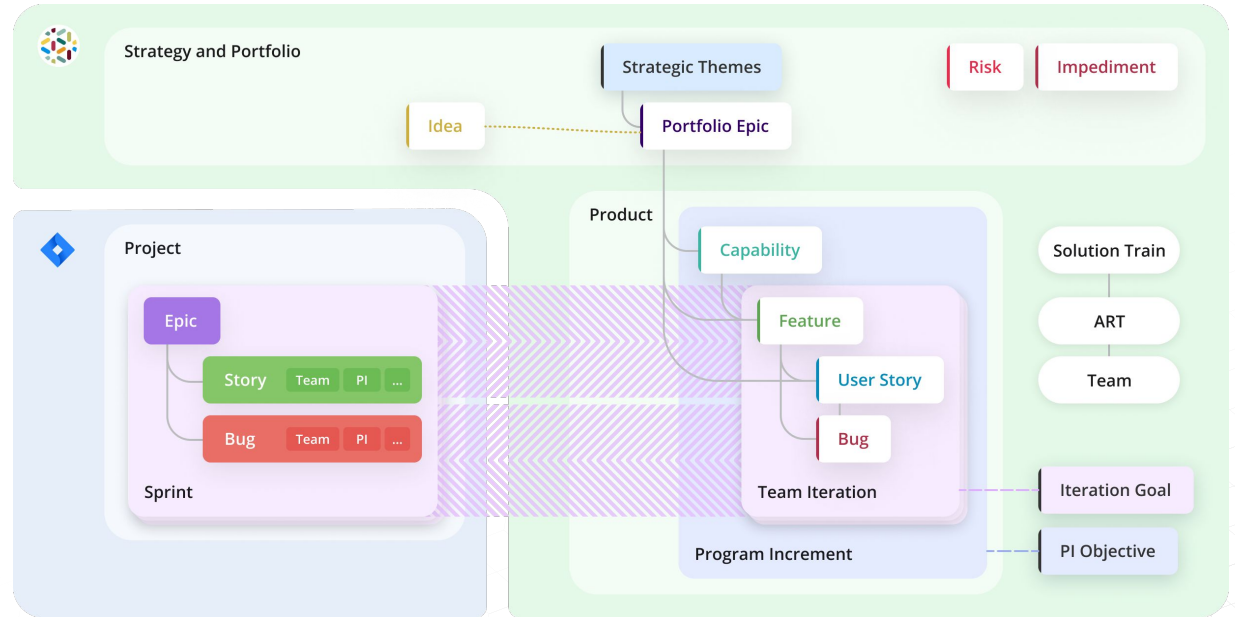 Strategy and Portfolio
Strategic Themes
Risk
Impediment
Idea
Portfolio Epic
Product
Project
Capability
Solution Train
Epic
Feature
ART
Story Team PI ...
User Story
Team
Bug Team PI ...
Bug
Sprint
Team Iteration
Iteration Goal
Program Increment
PI Objective